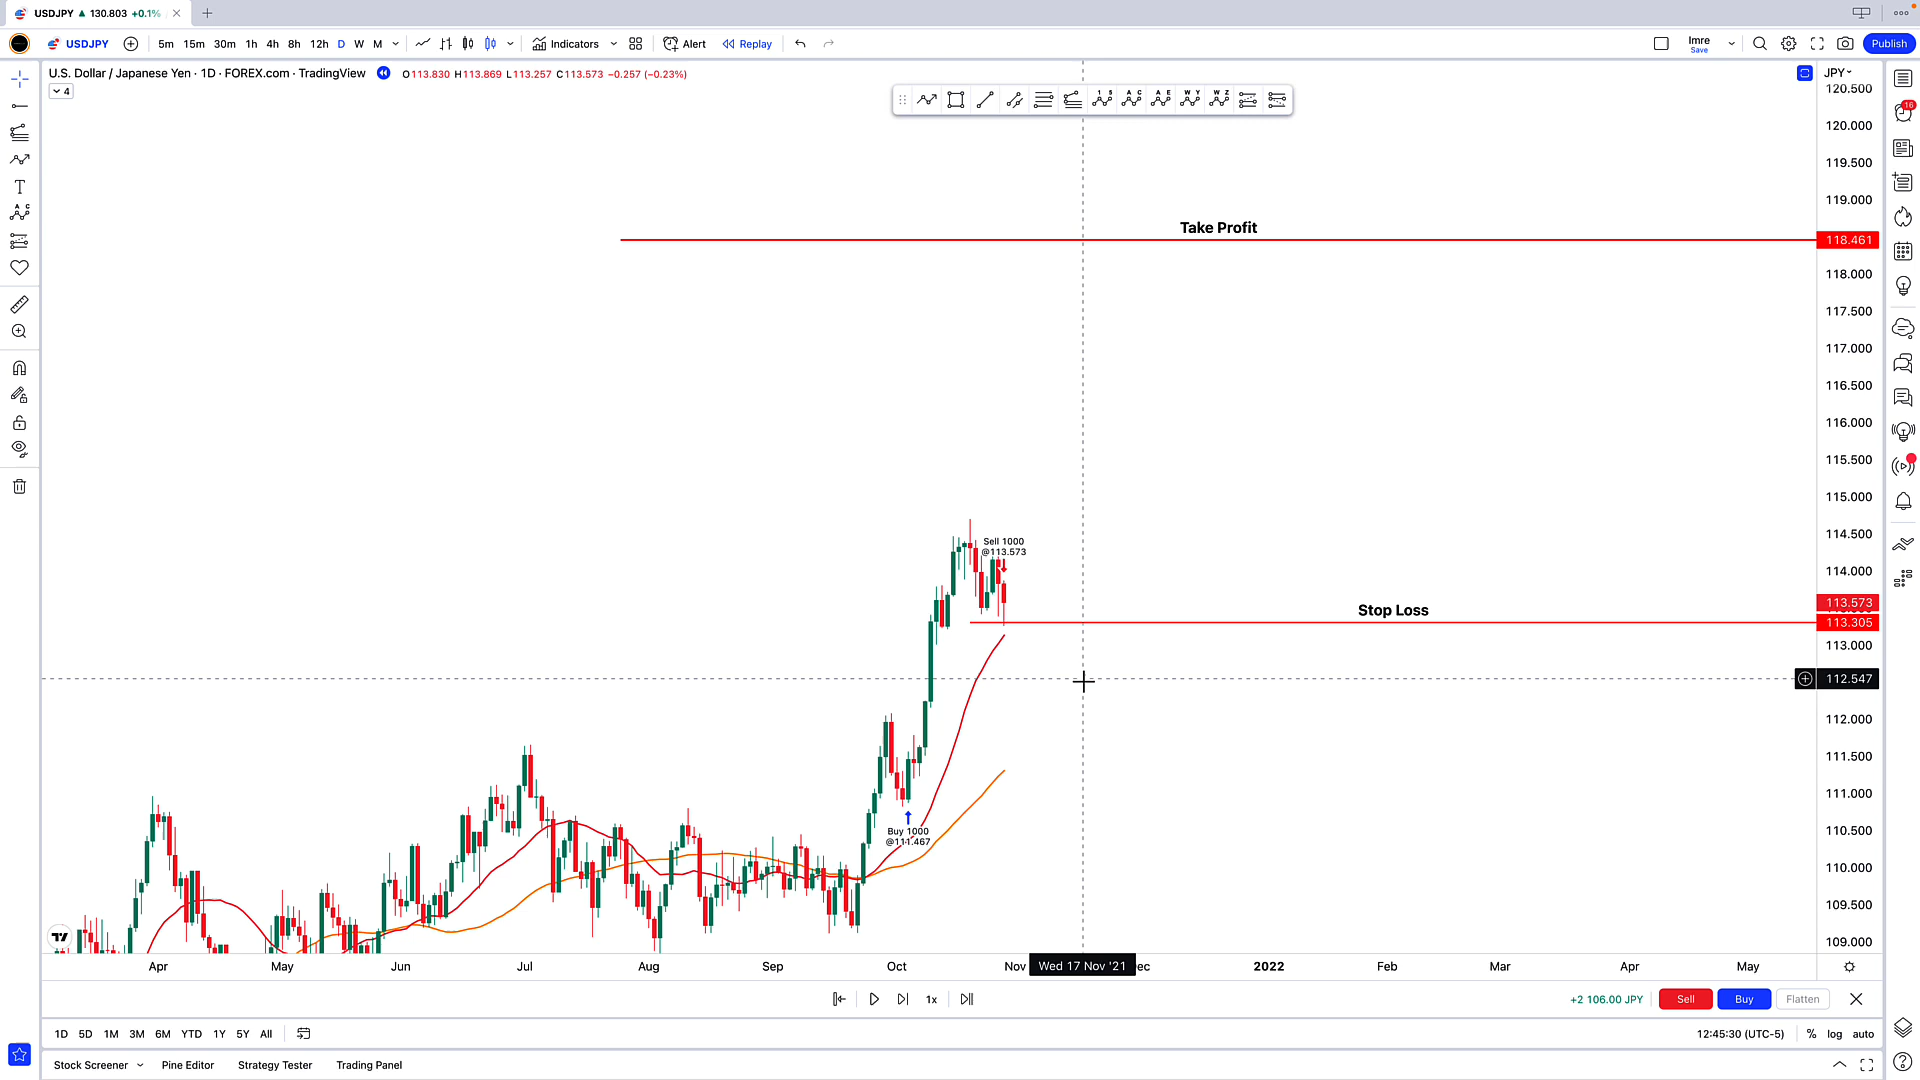 USDJPY ▲ 130.803 +0.1%
USDJPY 5m 15m 30m 1h 4h 8h 12h D W M Indicators Alert Replay Imre Save Publish
U.S. Dollar / Japanese Yen · 1D · FOREX.com · TradingView O113.830 H113.869 L113.257 C113.573 −0.257 (−0.23%)
JPY
4
1 5 A C A E W Y W Z
A C
16
120.500
120.000
119.500
119.000
Take Profit
118.461
118.000
117.500
117.000
116.500
116.000
115.500
115.000
114.500
Sell 1000
@113.573
114.000
113.573
Stop Loss
113.305
113.000
112.547
112.000
111.500
111.000
110.500
Buy 1000
@111.467
110.000
109.500
109.000
Apr May Jun Jul Aug Sep Oct Nov Wed 17 Nov '21 ec 2022 Feb Mar Apr May
1x +2 106.00 JPY Sell Buy Flatten
1D 5D 1M 3M 6M YTD 1Y 5Y All 12:45:30 (UTC-5) % log auto
Stock Screener Pine Editor Strategy Tester Trading Panel